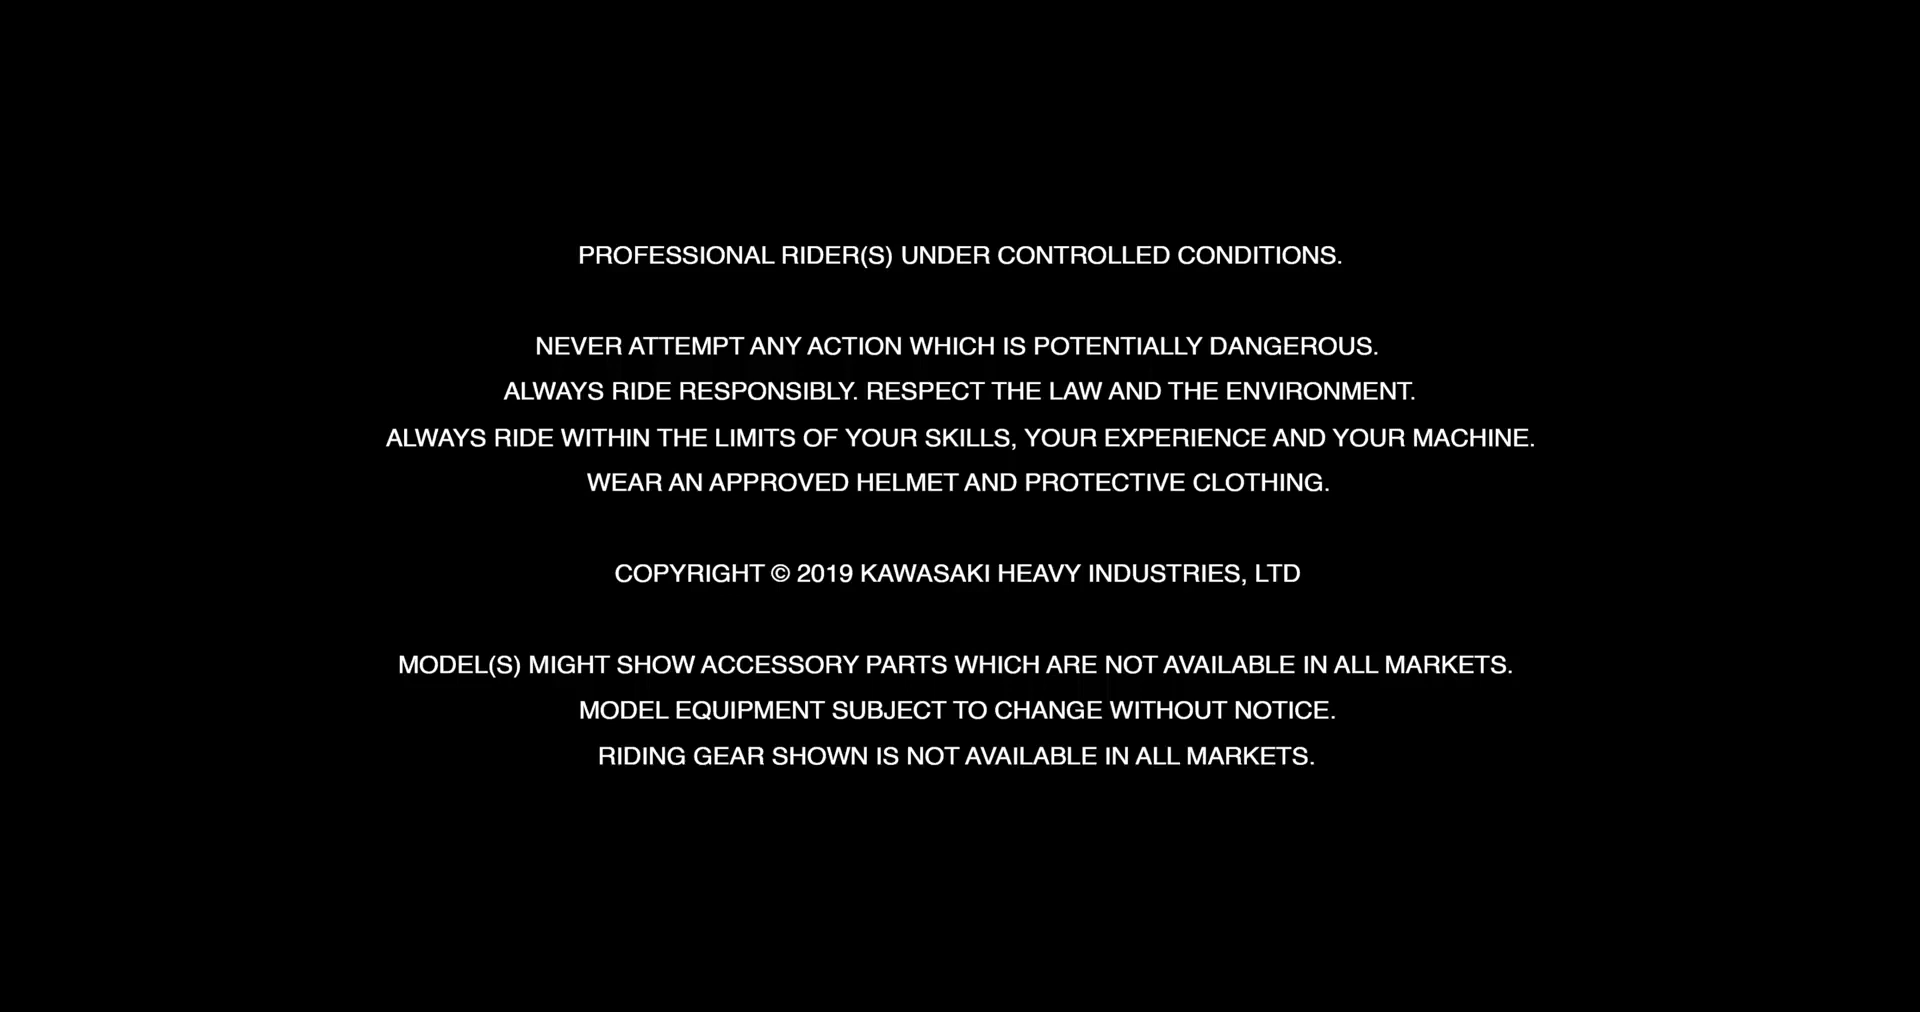 PROFESSIONAL RIDER(S) UNDER CONTROLLED CONDITIONS.
NEVER ATTEMPT ANY ACTION WHICH IS POTENTIALLY DANGEROUS.
ALWAYS RIDE RESPONSIBLY. RESPECT THE LAW AND THE ENVIRONMENT.
ALWAYS RIDE WITHIN THE LIMITS OF YOUR SKILLS, YOUR EXPERIENCE AND YOUR MACHINE.
WEAR AN APPROVED HELMET AND PROTECTIVE CLOTHING.
COPYRIGHT © 2019 KAWASAKI HEAVY INDUSTRIES, LTD
MODEL(S) MIGHT SHOW ACCESSORY PARTS WHICH ARE NOT AVAILABLE IN ALL MARKETS.
MODEL EQUIPMENT SUBJECT TO CHANGE WITHOUT NOTICE.
RIDING GEAR SHOWN IS NOT AVAILABLE IN ALL MARKETS.